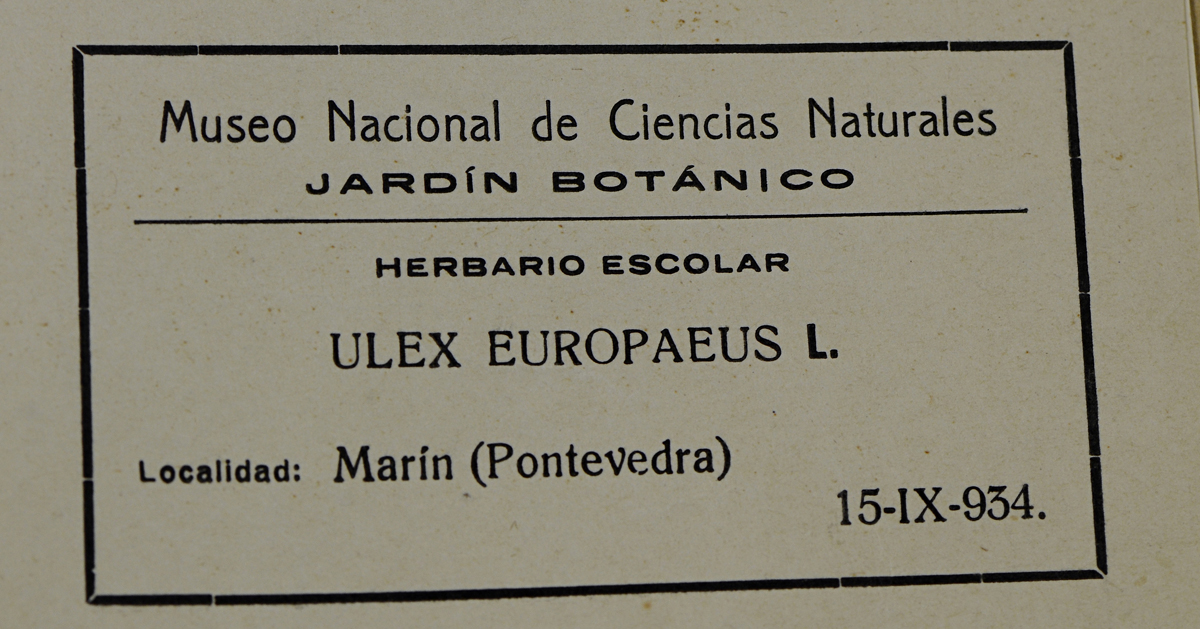 Museo Nacional de Ciencias Naturales
JARDÍN BOTÁNICO
HERBARIO ESCOLAR
ULEX EUROPAEUS L.
Localidad: Marín (Pontevedra)
15-IX-934.